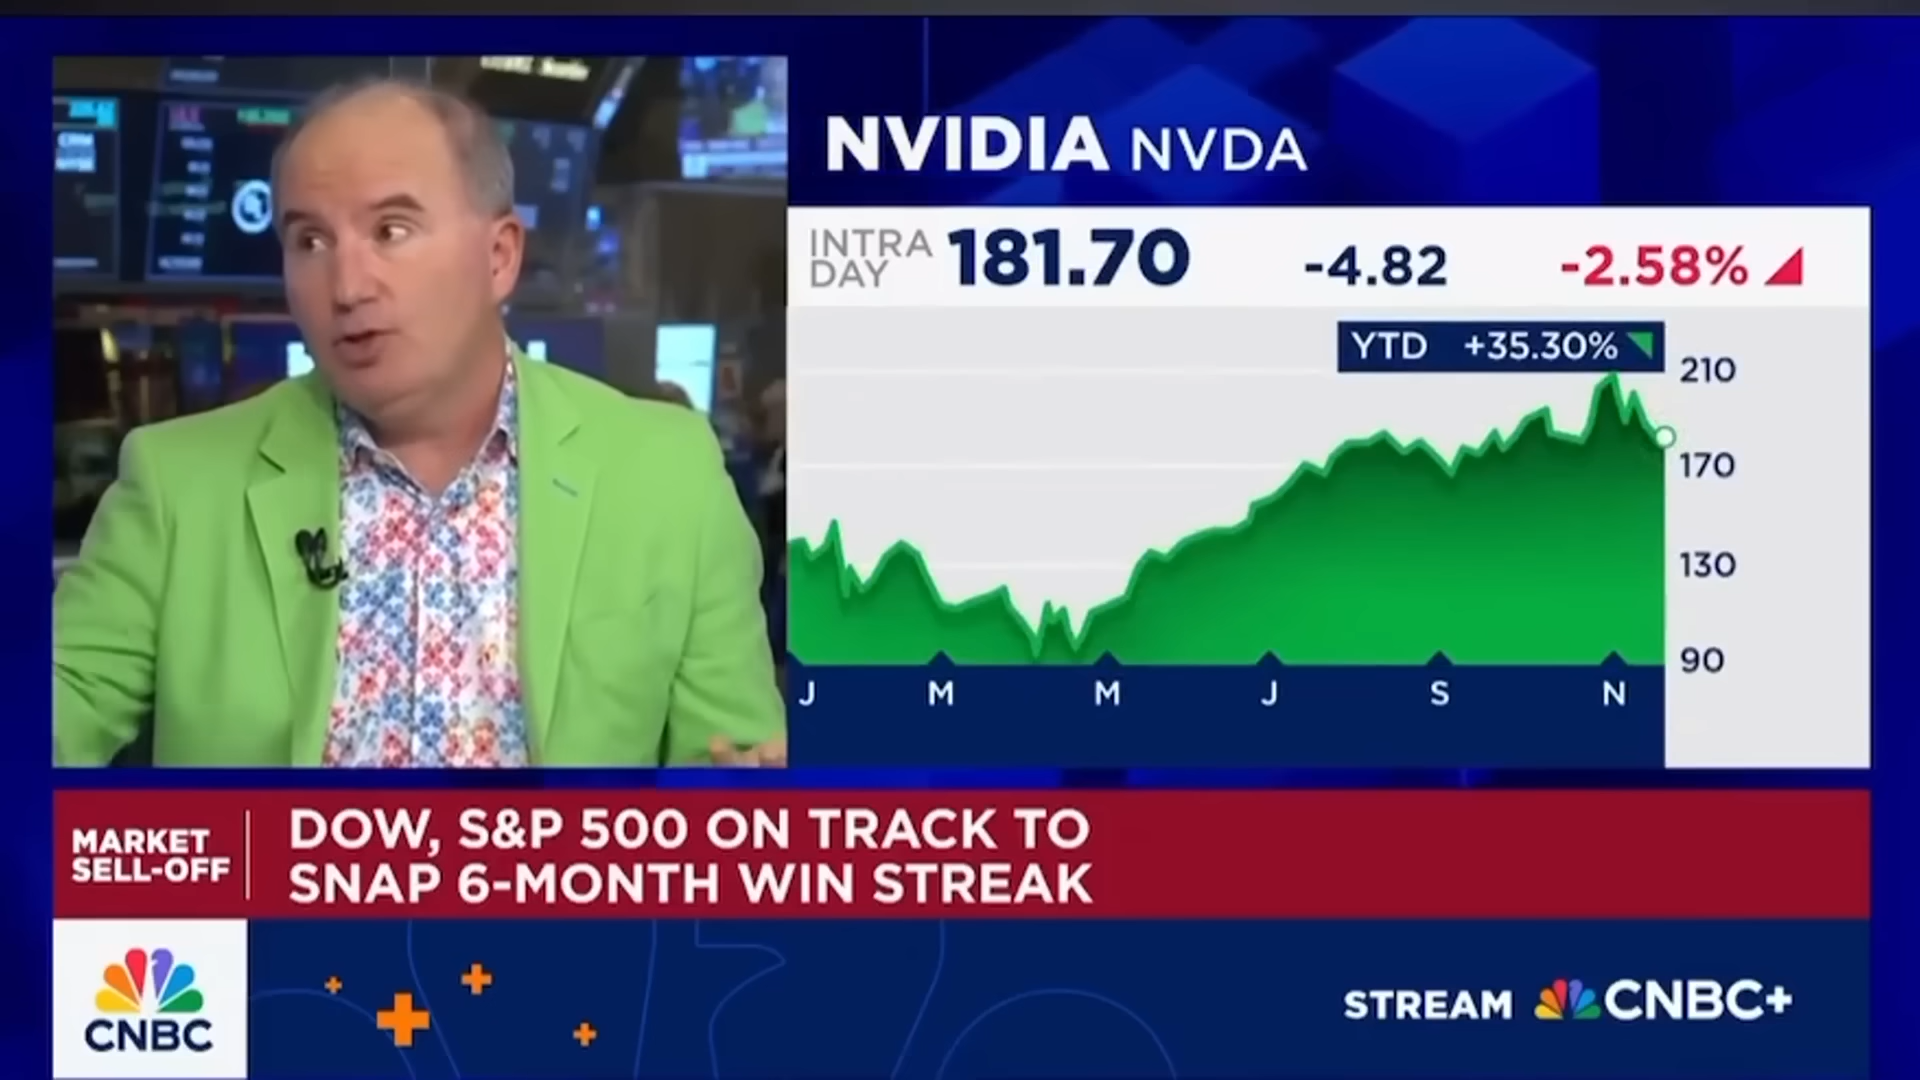 NVIDIA NVDA
INTRA
DAY
181.70 -4.82 -2.58%
YTD +35.30%
210
170
130
90
J M M J S N
MARKET
SELL-OFF
DOW, S&P 500 ON TRACK TO
SNAP 6-MONTH WIN STREAK
CNBC
STREAM CNBC+